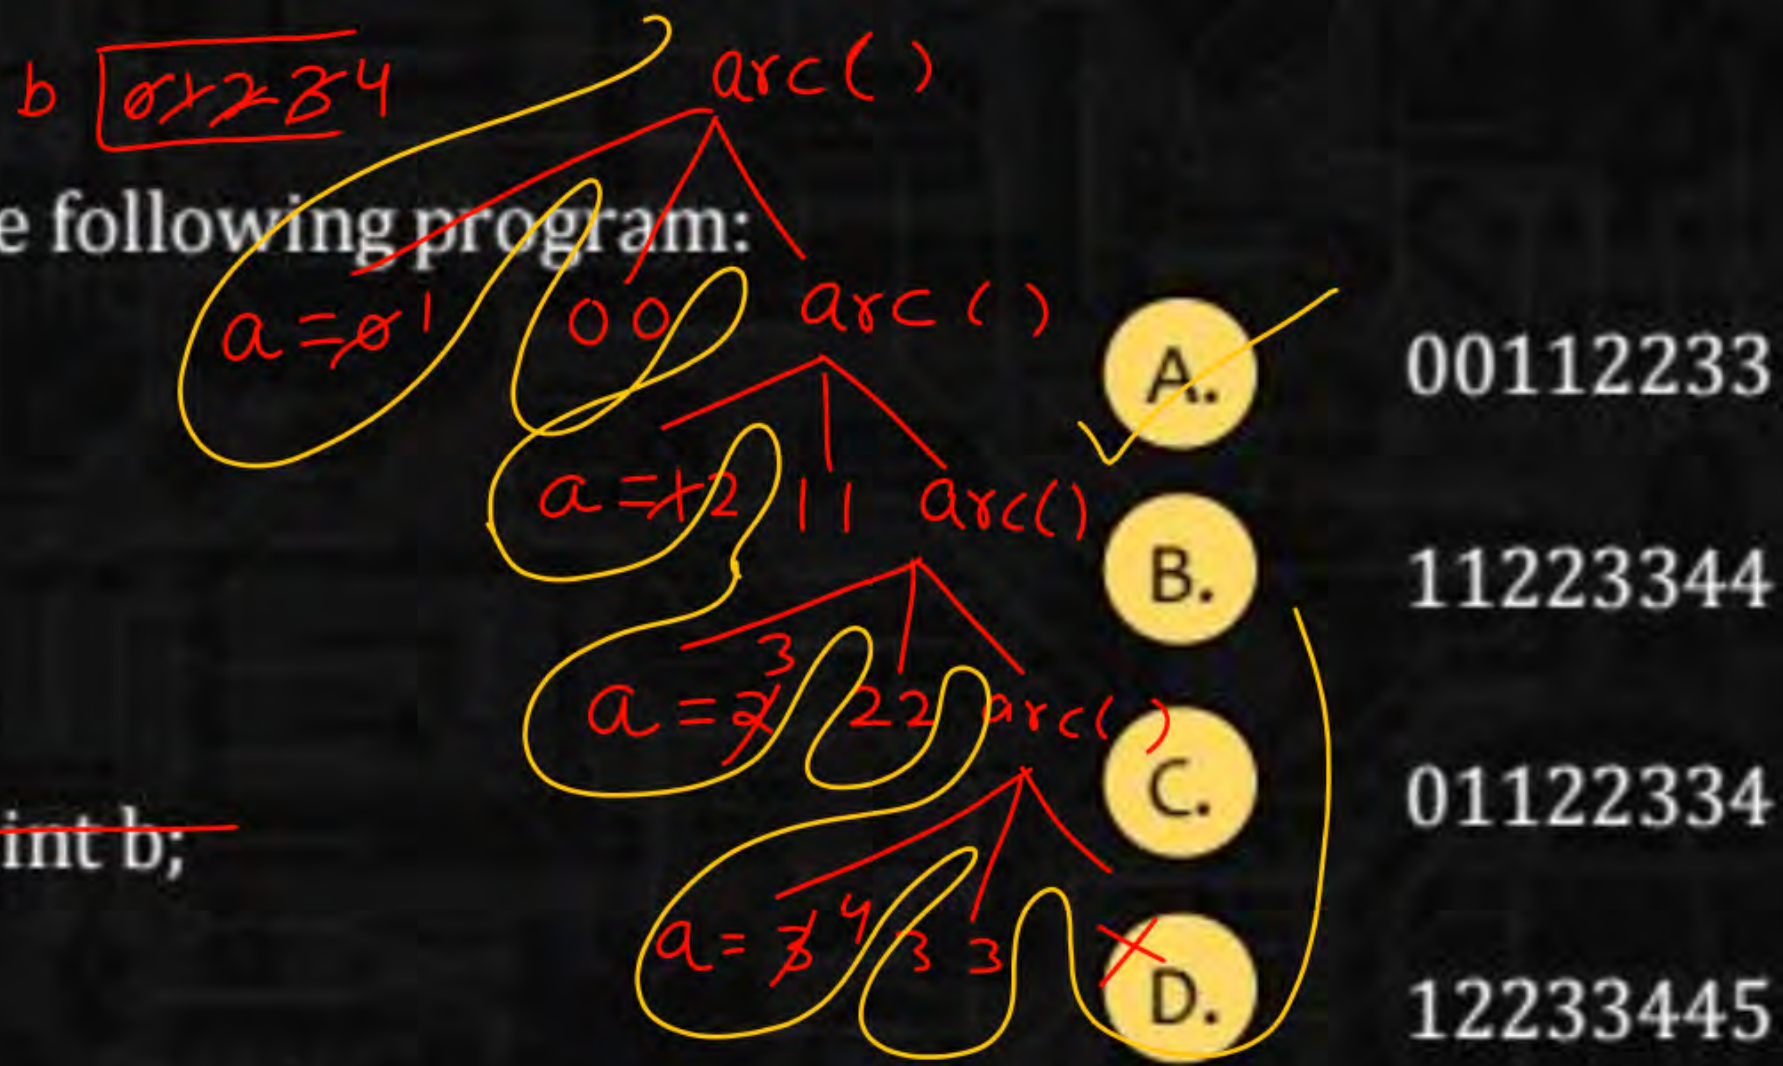 b 0 1 2 3 4
arc()
e following program:
a = 0 1
0 0
arc()
A. 00112233
a = 1 2
1 1
arc()
B. 11223344
a = 2 3
2 2
arc()
C. 01122334
int b;
a = 3 4
3 3
D. 12233445